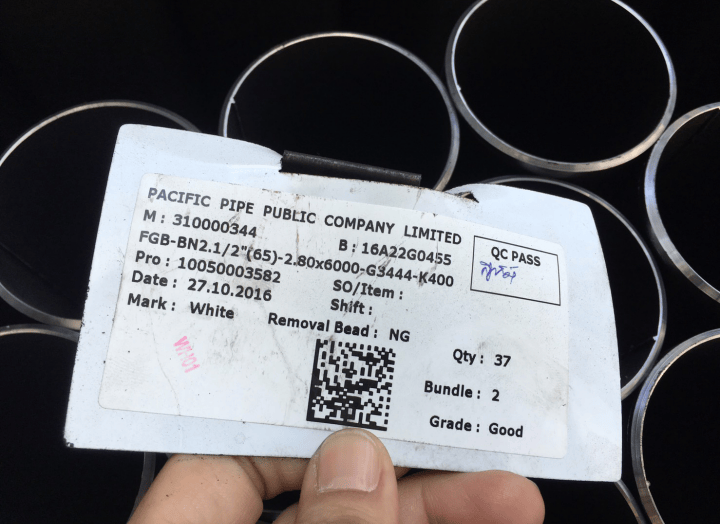 PACIFIC PIPE PUBLIC COMPANY LIMITED
M : 310000344 B : 16A22G0455
FGB-BN2.1/2"(65)-2.80x6000-G3444-K400
Pro : 10050003582 SO/Item :
Date : 27.10.2016 Shift :
Mark : White Removal Bead : NG
QC PASS
WH01
Qty : 37
Bundle : 2
Grade : Good